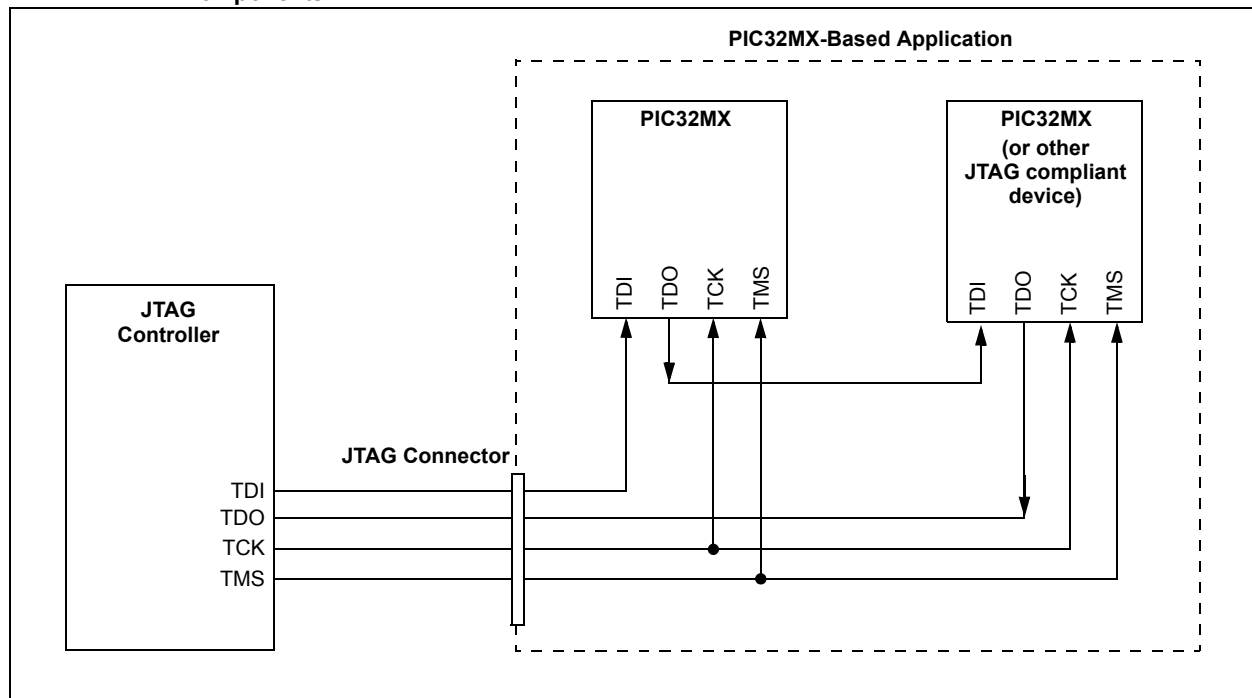 PIC32MX-Based Application
PIC32MX
TDI
TDO
TCK
TMS
PIC32MX
(or other
JTAG compliant
device)
TDI
TDO
TCK
TMS
JTAG
Controller
JTAG Connector
TDI
TDO
TCK
TMS